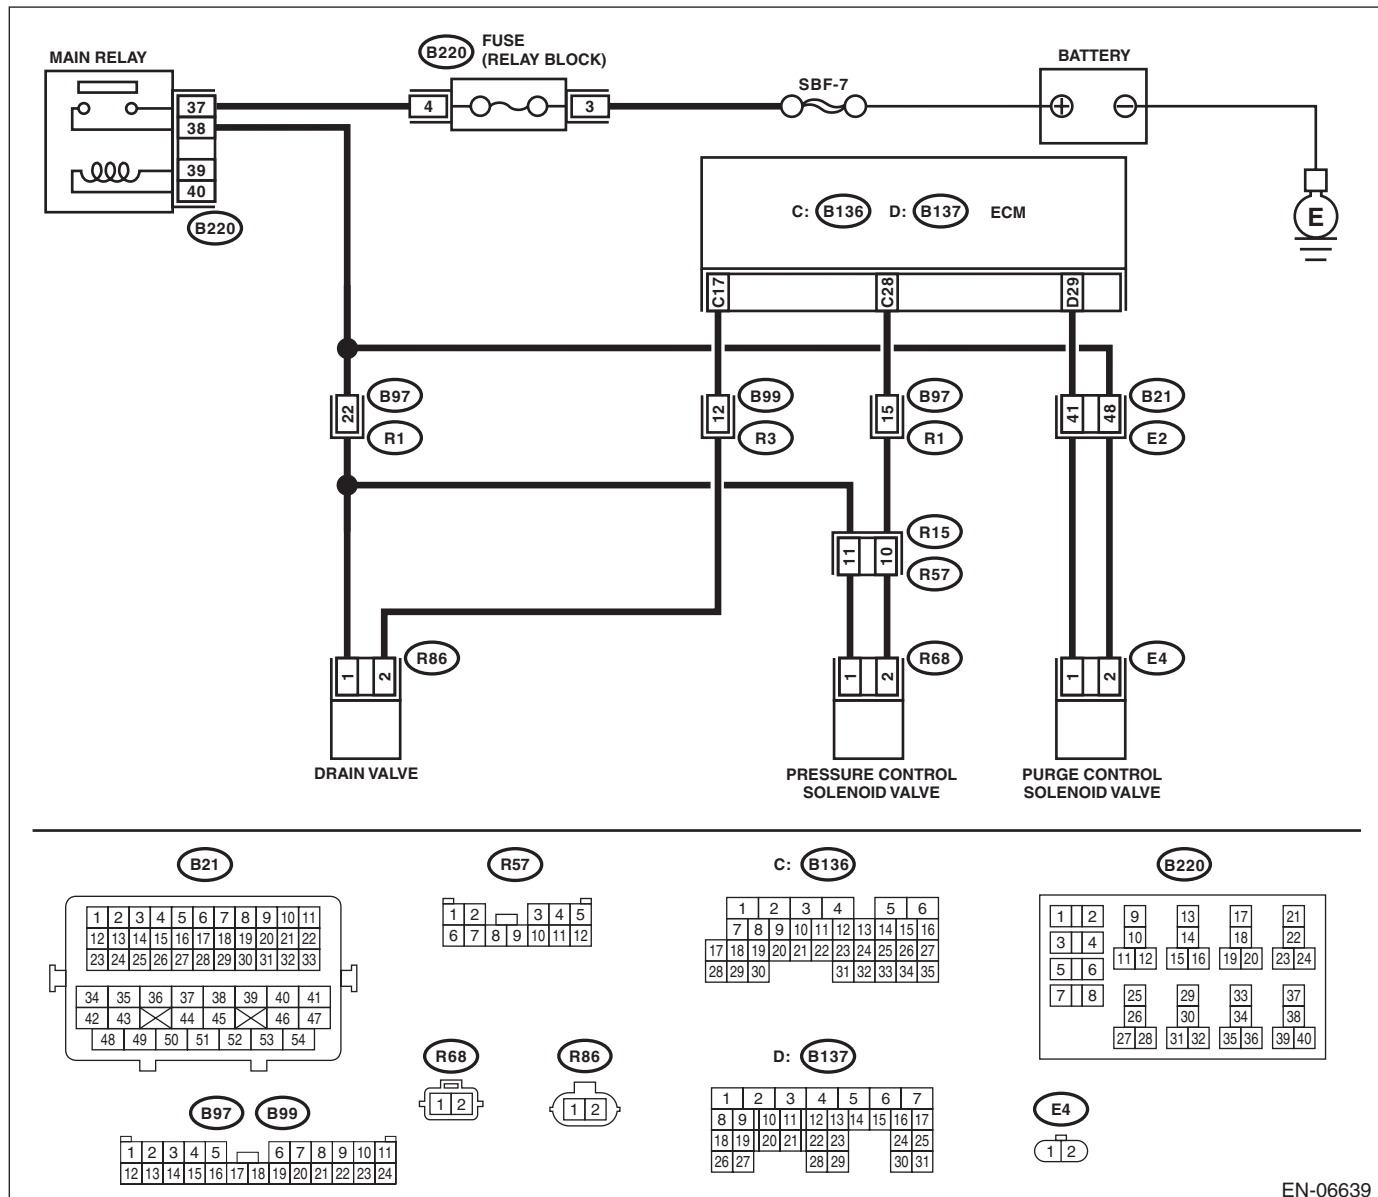 MAIN RELAY
37
38
39
40
B220
B220
FUSE
(RELAY BLOCK)
4
3
SBF-7
BATTERY
E
C: B136 D: B137 ECM
C17
C28
D29
22
B97
R1
12
B99
R3
15
B97
R1
41
48
B21
E2
11
10
R15
R57
1
2
R86
1
2
R68
1
2
E4
DRAIN VALVE
PRESSURE CONTROL
SOLENOID VALVE
PURGE CONTROL
SOLENOID VALVE
B21
1 2 3 4 5 6 7 8 9 10 11
12 13 14 15 16 17 18 19 20 21 22
23 24 25 26 27 28 29 30 31 32 33
34 35 36 37 38 39 40 41
42 43 44 45 46 47
48 49 50 51 52 53 54
B97 B99
1 2 3 4 5 6 7 8 9 10 11
12 13 14 15 16 17 18 19 20 21 22 23 24
R57
1 2 3 4 5
6 7 8 9 10 11 12
R68
1 2
R86
1 2
C: B136
1 2 3 4 5 6
7 8 9 10 11 12 13 14 15 16
17 18 19 20 21 22 23 24 25 26 27
28 29 30 31 32 33 34 35
D: B137
1 2 3 4 5 6 7
8 9 10 11 12 13 14 15 16 17
18 19 20 21 22 23 24 25
26 27 28 29 30 31
B220
1 2 9 13 17 21
3 4 10 14 18 22
5 6 11 12 15 16 19 20 23 24
7 8 25 29 33 37
26 30 34 38
27 28 31 32 35 36 39 40
E4
1 2
EN-06639